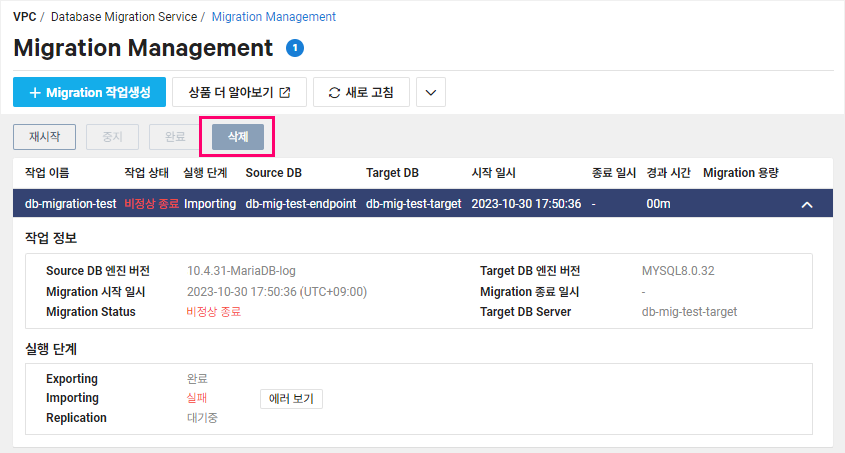 VPC / Database Migration Service / Migration Management
Migration Management 1
+ Migration 작업생성 상품 더 알아보기 새로 고침
재시작 중지 완료 삭제
작업 이름 작업 상태 실행 단계 Source DB Target DB 시작 일시 종료 일시 경과 시간 Migration 용량
db-migration-test 비정상 종료 Importing db-mig-test-endpoint db-mig-test-target 2023-10-30 17:50:36 - 00m
작업 정보
Source DB 엔진 버전 10.4.31-MariaDB-log Target DB 엔진 버전 MYSQL8.0.32
Migration 시작 일시 2023-10-30 17:50:36 (UTC+09:00) Migration 종료 일시 -
Migration Status 비정상 종료 Target DB Server db-mig-test-target
실행 단계
Exporting 완료
Importing 실패 에러 보기
Replication 대기중